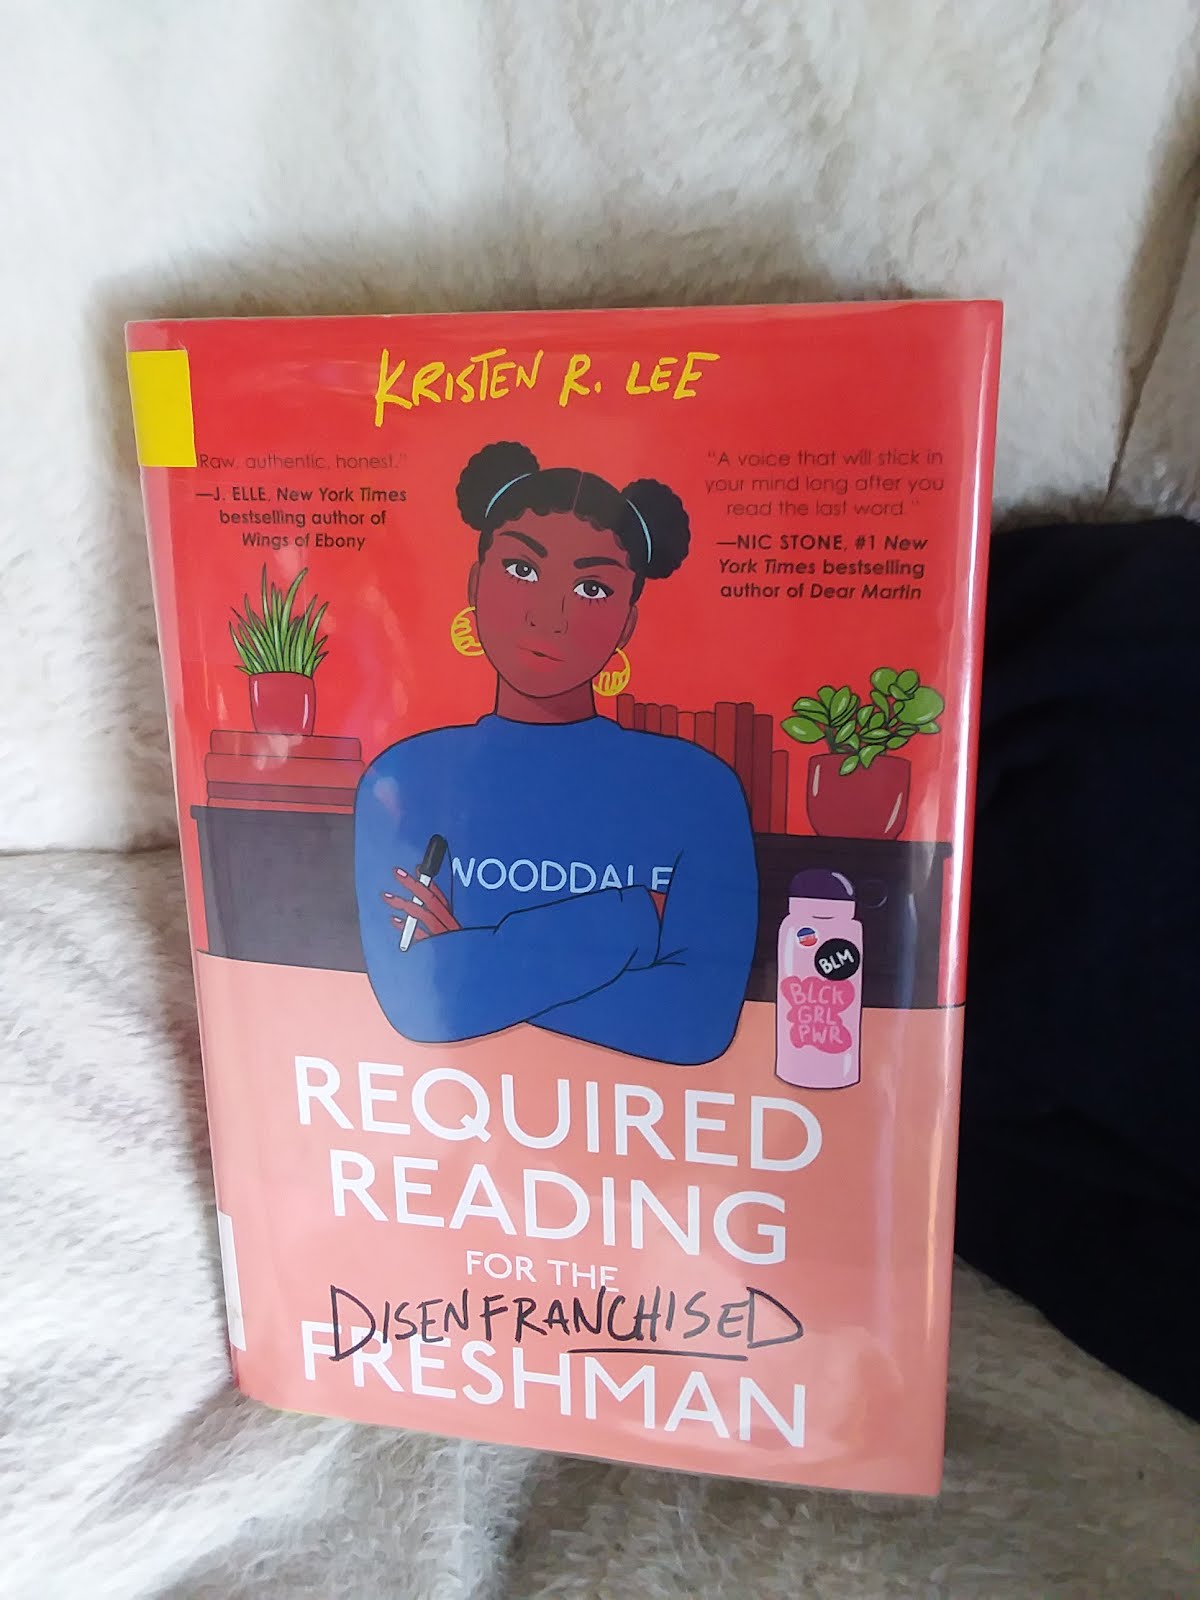 KRISTEN R. LEE
"Raw, authentic, honest."
—J. ELLE, New York Times
bestselling author of
Wings of Ebony
"A voice that will stick in
your mind long after you
read the last word."
—NIC STONE, #1 New
York Times bestselling
author of Dear Martin
WOODDALE
BLM
BLCK
GRL
PWR
REQUIRED
READING
FOR THE
DISENFRANCHISED
FRESHMAN